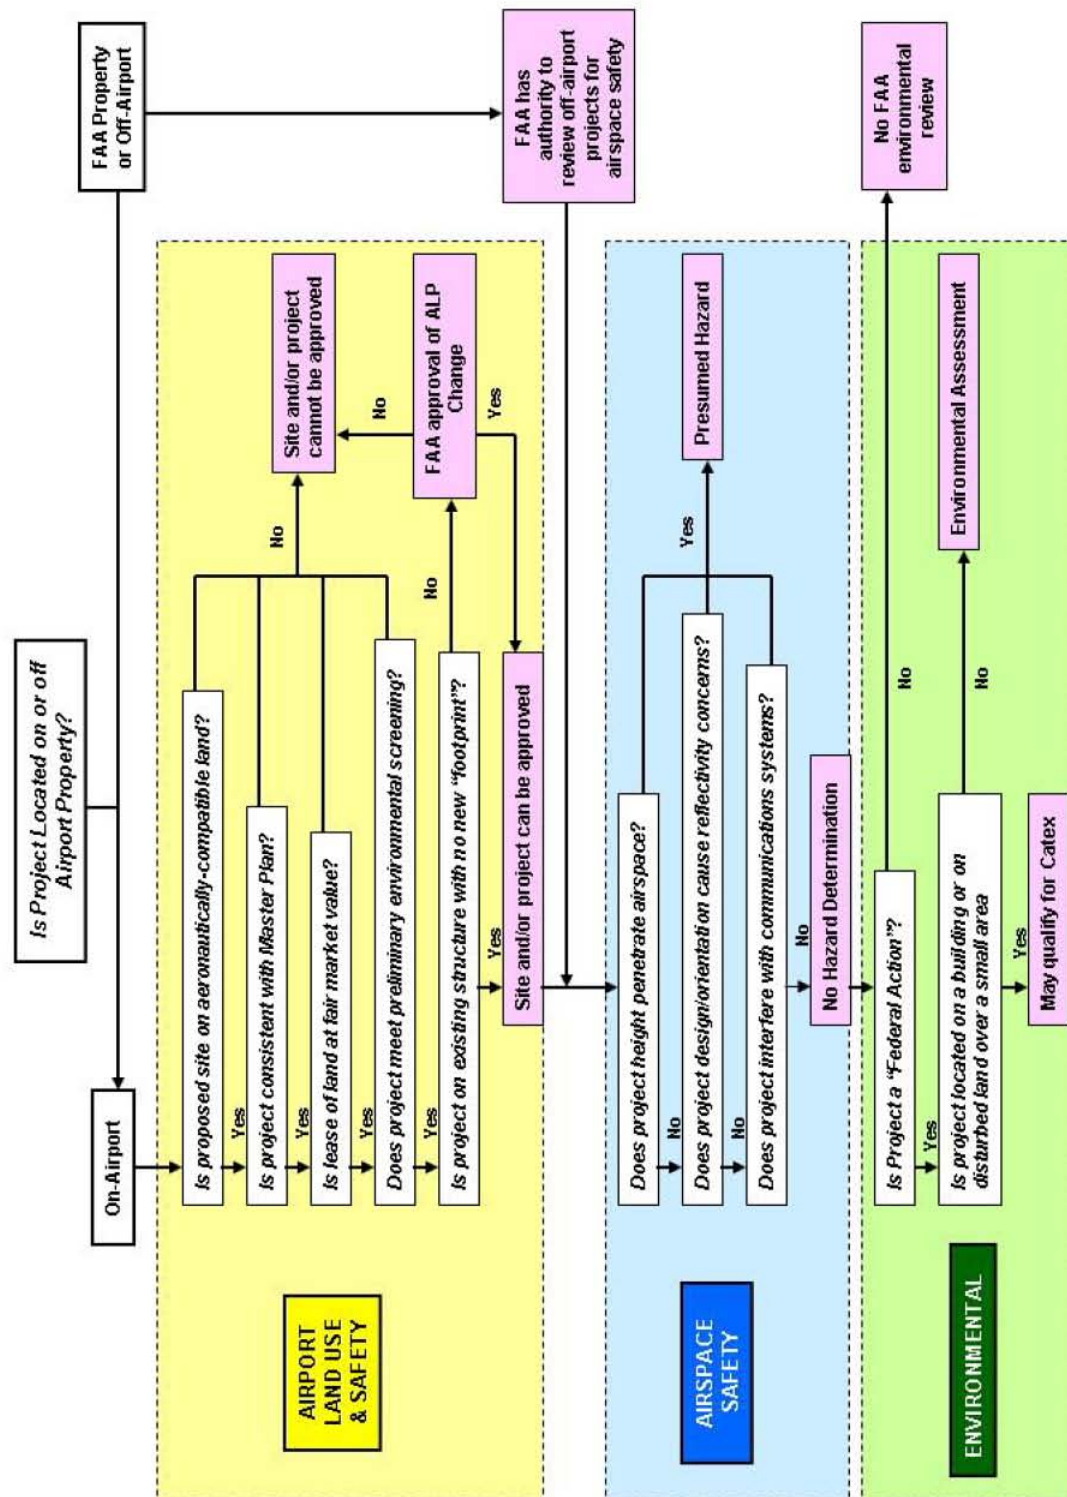 Is Project Located on or off
Airport Property?
On-Airport
FAA Property
or Off-Airport
AIRPORT
LAND USE
& SAFETY
Is proposed site on aeronautically-compatible land?
Yes
Is project consistent with Master Plan?
Yes
Is lease of land at fair market value?
Yes
Does project meet preliminary environmental screening?
Yes
Is project on existing structure with no new "footprint"?
Yes
Site and/or project can be approved
No
Site and/or project
cannot be approved
No
No
FAA approval of ALP
Change
Yes
FAA has
authority to
review off-airport
projects for
airspace safety
AIRSPACE
SAFETY
Does project height penetrate airspace?
No
Does project design/orientation cause reflectivity concerns?
No
Does project interfere with communications systems?
No
No Hazard Determination
Yes
Presumed Hazard
ENVIRONMENTAL
Is Project a "Federal Action"?
Yes
No
No FAA
environmental
review
Is project located on a building or on
disturbed land over a small area
No
Environmental Assessment
Yes
May qualify for Catex